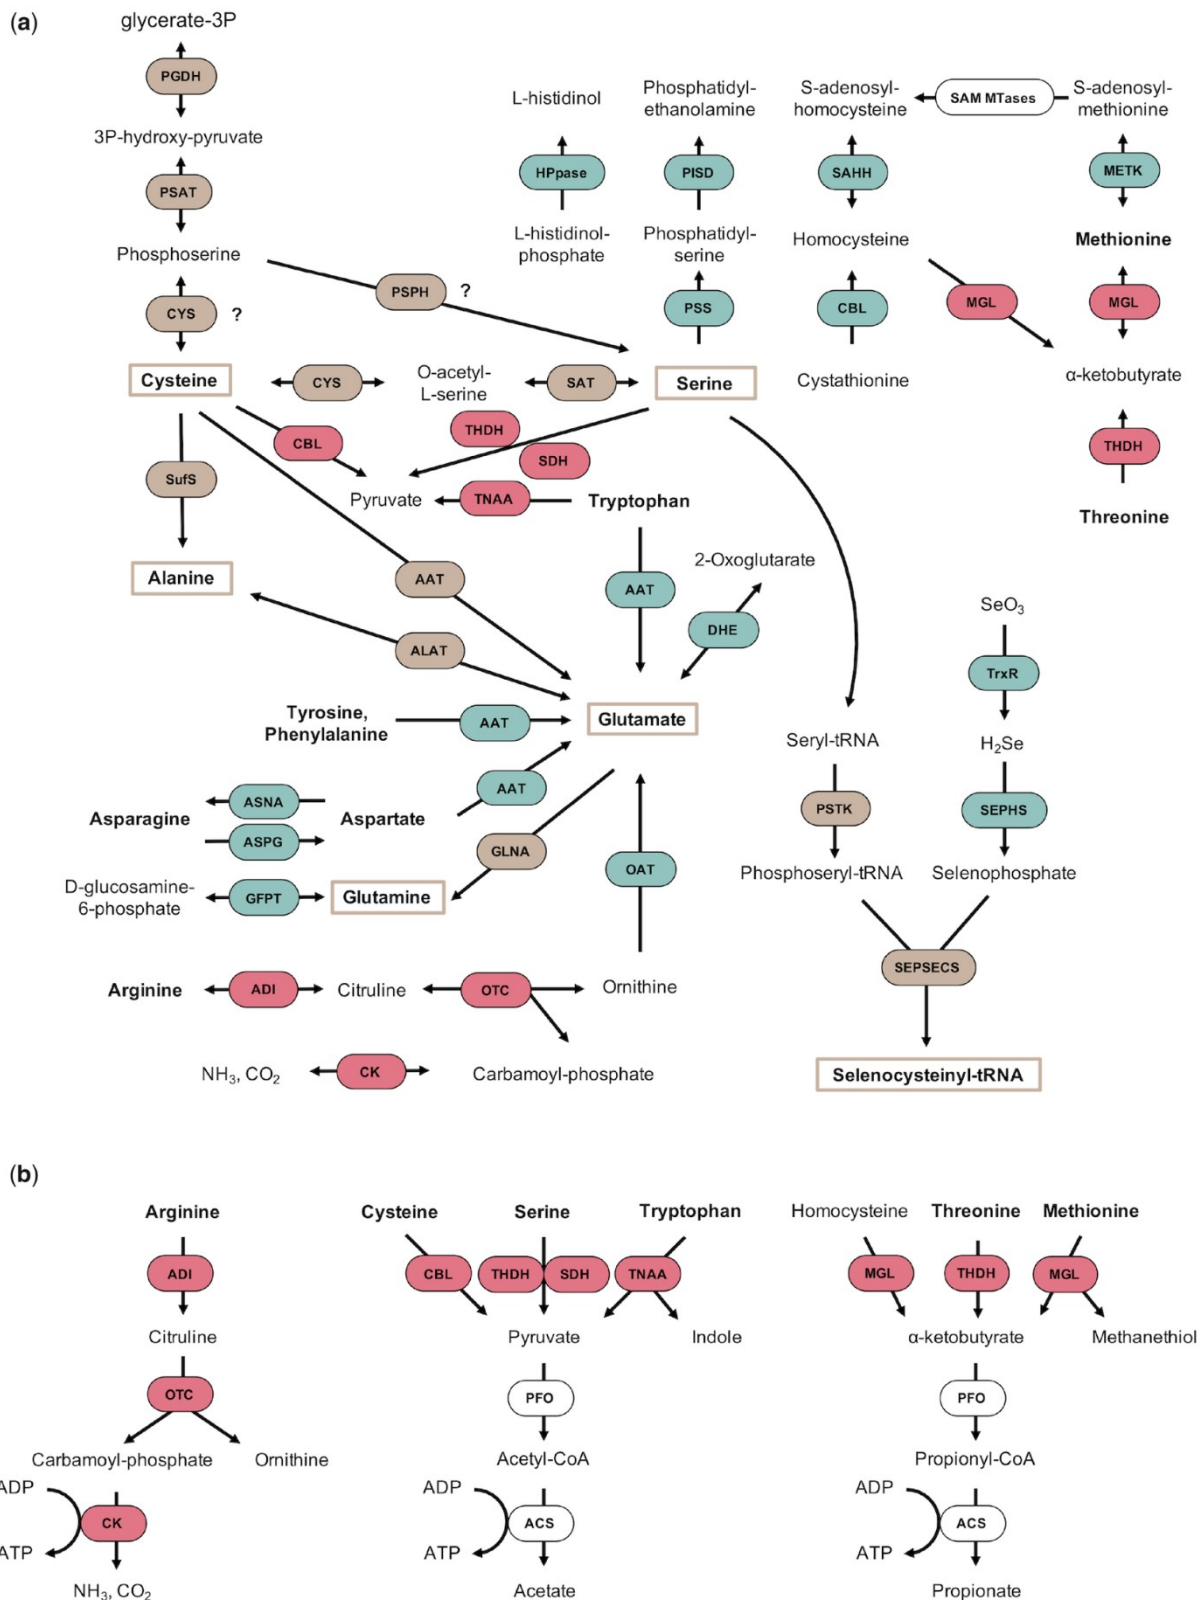 (a)
glycerate-3P
PGDH
3P-hydroxy-pyruvate
PSAT
Phosphoserine
CYS
?
Cysteine
PSPH
?
L-histidinol
HPpase
L-histidinol-
phosphate
Phosphatidyl-
ethanolamine
PISD
Phosphatidyl-
serine
PSS
Serine
S-adenosyl-
homocysteine
SAM MTases
S-adenosyl-
methionine
SAHH
METK
Homocysteine
Methionine
CBL
MGL
MGL
Cystathionine
α-ketobutyrate
THDH
Threonine
CYS
O-acetyl-
L-serine
SAT
CBL
THDH
SDH
SufS
Pyruvate
TNAA
Tryptophan
Alanine
AAT
AAT
2-Oxoglutarate
DHE
ALAT
Tyrosine,
Phenylalanine
AAT
Glutamate
SeO3
TrxR
H2Se
SEPHS
Selenophosphate
Seryl-tRNA
PSTK
Phosphoseryl-tRNA
SEPSECS
Selenocysteinyl-tRNA
Asparagine
ASNA
ASPG
Aspartate
AAT
GLNA
OAT
D-glucosamine-
6-phosphate
GFPT
Glutamine
Arginine
ADI
Citruline
OTC
Ornithine
NH3, CO2
CK
Carbamoyl-phosphate
(b)
Arginine
ADI
Citruline
OTC
Carbamoyl-phosphate
Ornithine
ADP
CK
ATP
NH3, CO2
Cysteine
Serine
Tryptophan
CBL
THDH
SDH
TNAA
Pyruvate
Indole
PFO
Acetyl-CoA
ADP
ACS
ATP
Acetate
Homocysteine
Threonine
Methionine
MGL
THDH
MGL
α-ketobutyrate
Methanethiol
PFO
Propionyl-CoA
ADP
ACS
ATP
Propionate